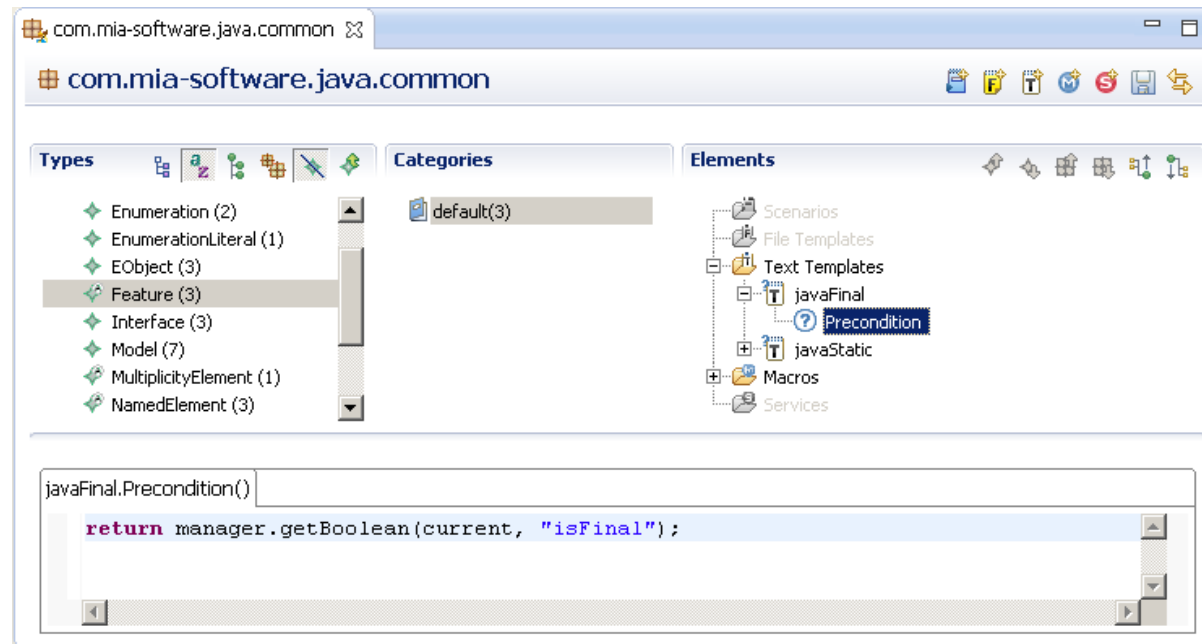 com.mia-software.java.common
com.mia-software.java.common
Types
Categories
Elements
Enumeration (2)
EnumerationLiteral (1)
EObject (3)
Feature (3)
Interface (3)
Model (7)
MultiplicityElement (1)
NamedElement (3)
default(3)
Scenarios
File Templates
Text Templates
javaFinal
Precondition
javaStatic
Macros
Services
javaFinal.Precondition()
return manager.getBoolean(current, "isFinal");